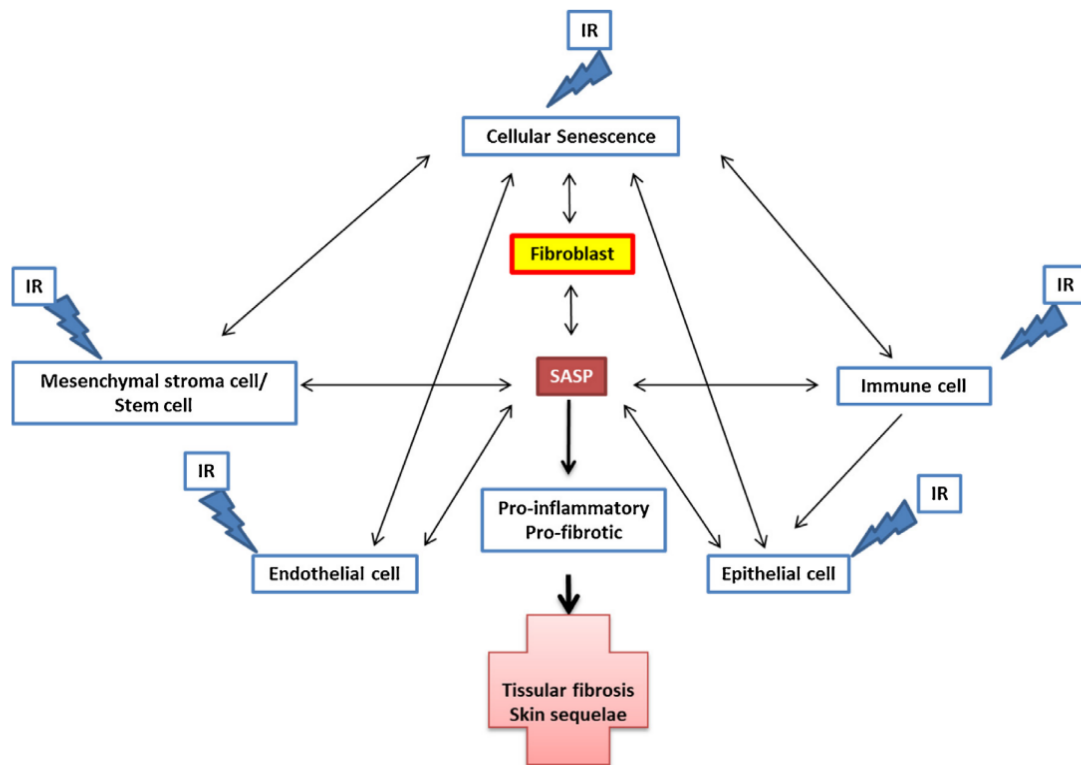 IR
Cellular Senescence
Fibroblast
IR
IR
Mesenchymal stroma cell/
Stem cell
SASP
Immune cell
IR
IR
Pro-inflammatory
Pro-fibrotic
Endothelial cell
Epithelial cell
Tissular fibrosis
Skin sequelae